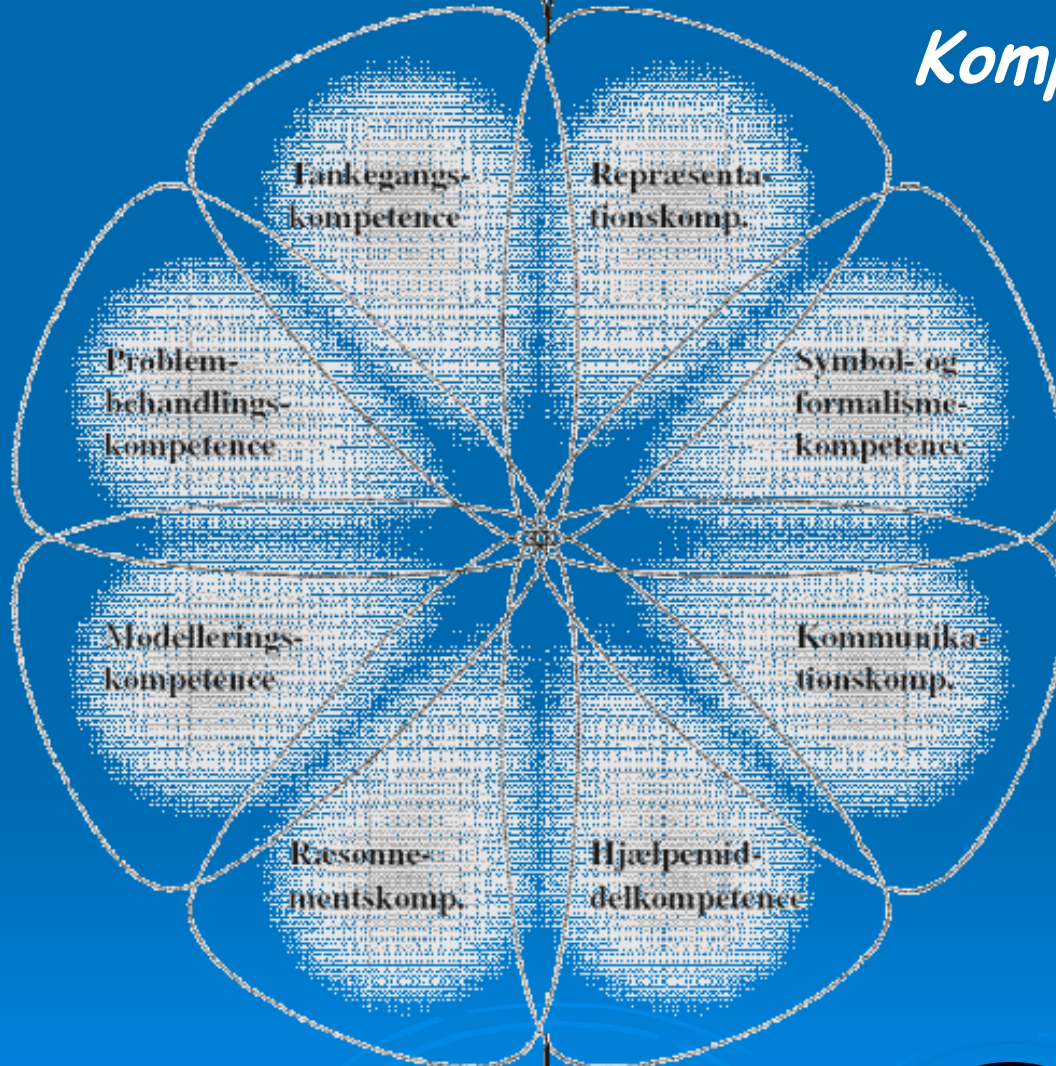 Komp
Tankegangs-
kompetence
Repræsenta-
tionskomp.
Problem-
behandlings-
kompetence
Symbol- og
formalisme-
kompetence
Modellerings-
kompetence
Kommunika-
tionskomp.
Ræsonne-
mentskomp.
Hjælpemid-
delkompetence